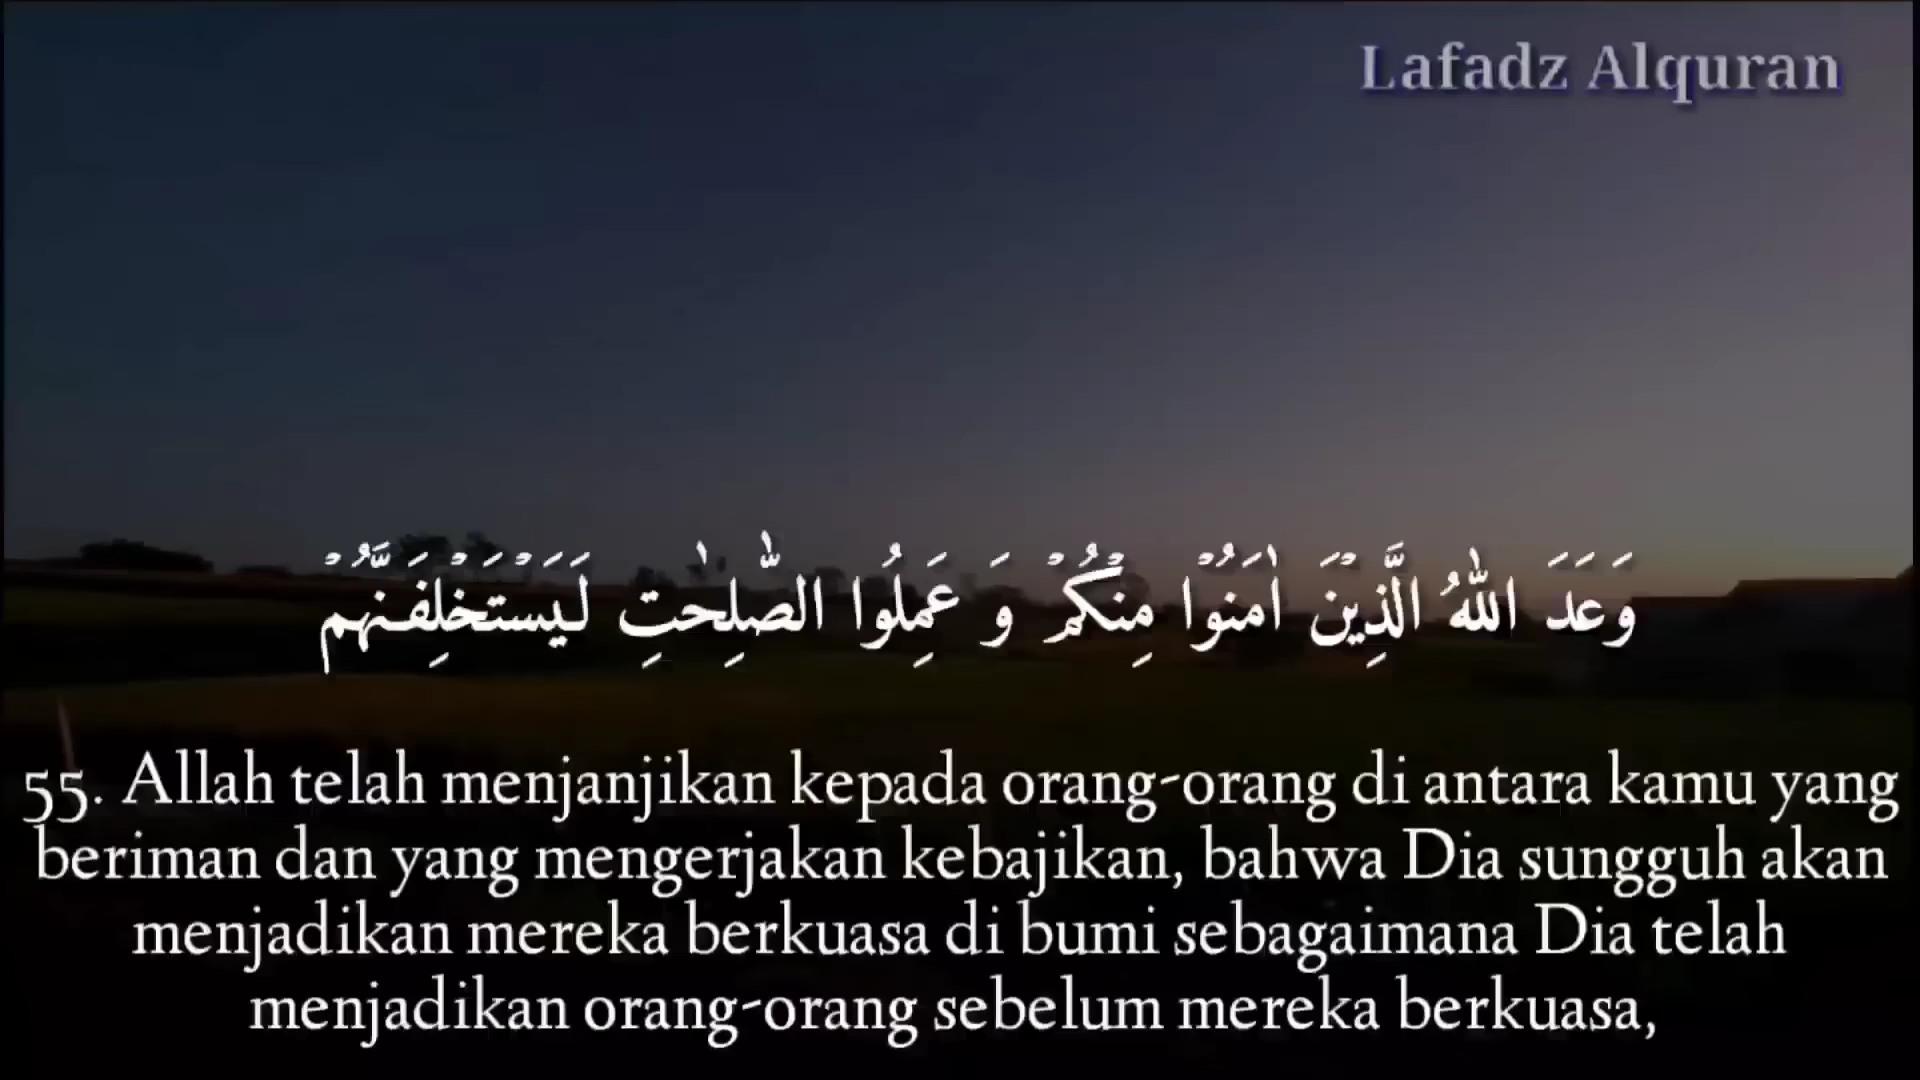 Lafadz Alquran
وَعَدَ اللّٰهُ الَّذِيْنَ اٰمَنُوْا مِنْكُمْ وَ عَمِلُوا الصّٰلِحٰتِ لَيَسْتَخْلِفَنَّهُمْ
55. Allah telah menjanjikan kepada orang-orang di antara kamu yang
beriman dan yang mengerjakan kebajikan, bahwa Dia sungguh akan
menjadikan mereka berkuasa di bumi sebagaimana Dia telah
menjadikan orang-orang sebelum mereka berkuasa,